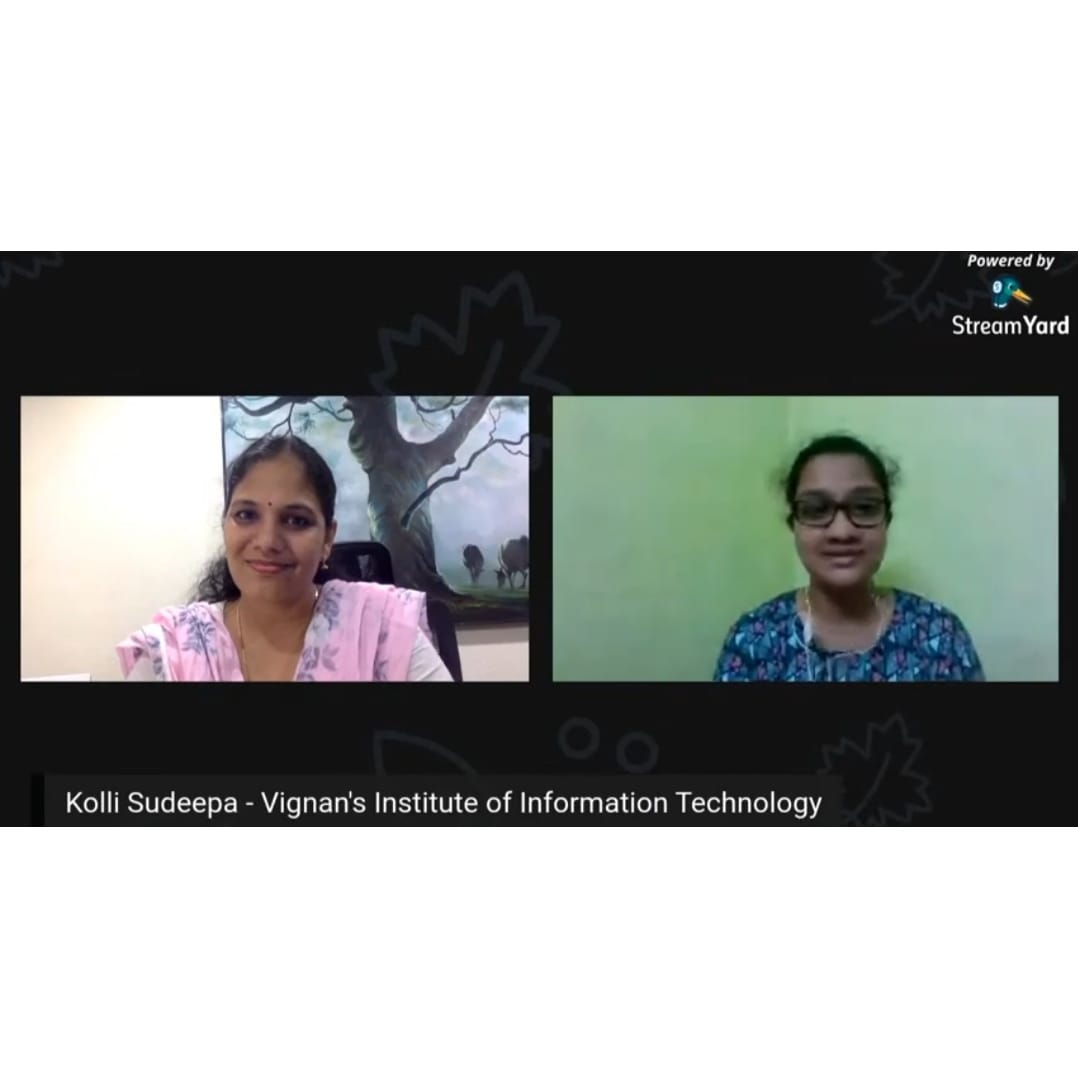 Powered by
StreamYard
Kolli Sudeepa - Vignan's Institute of Information Technology